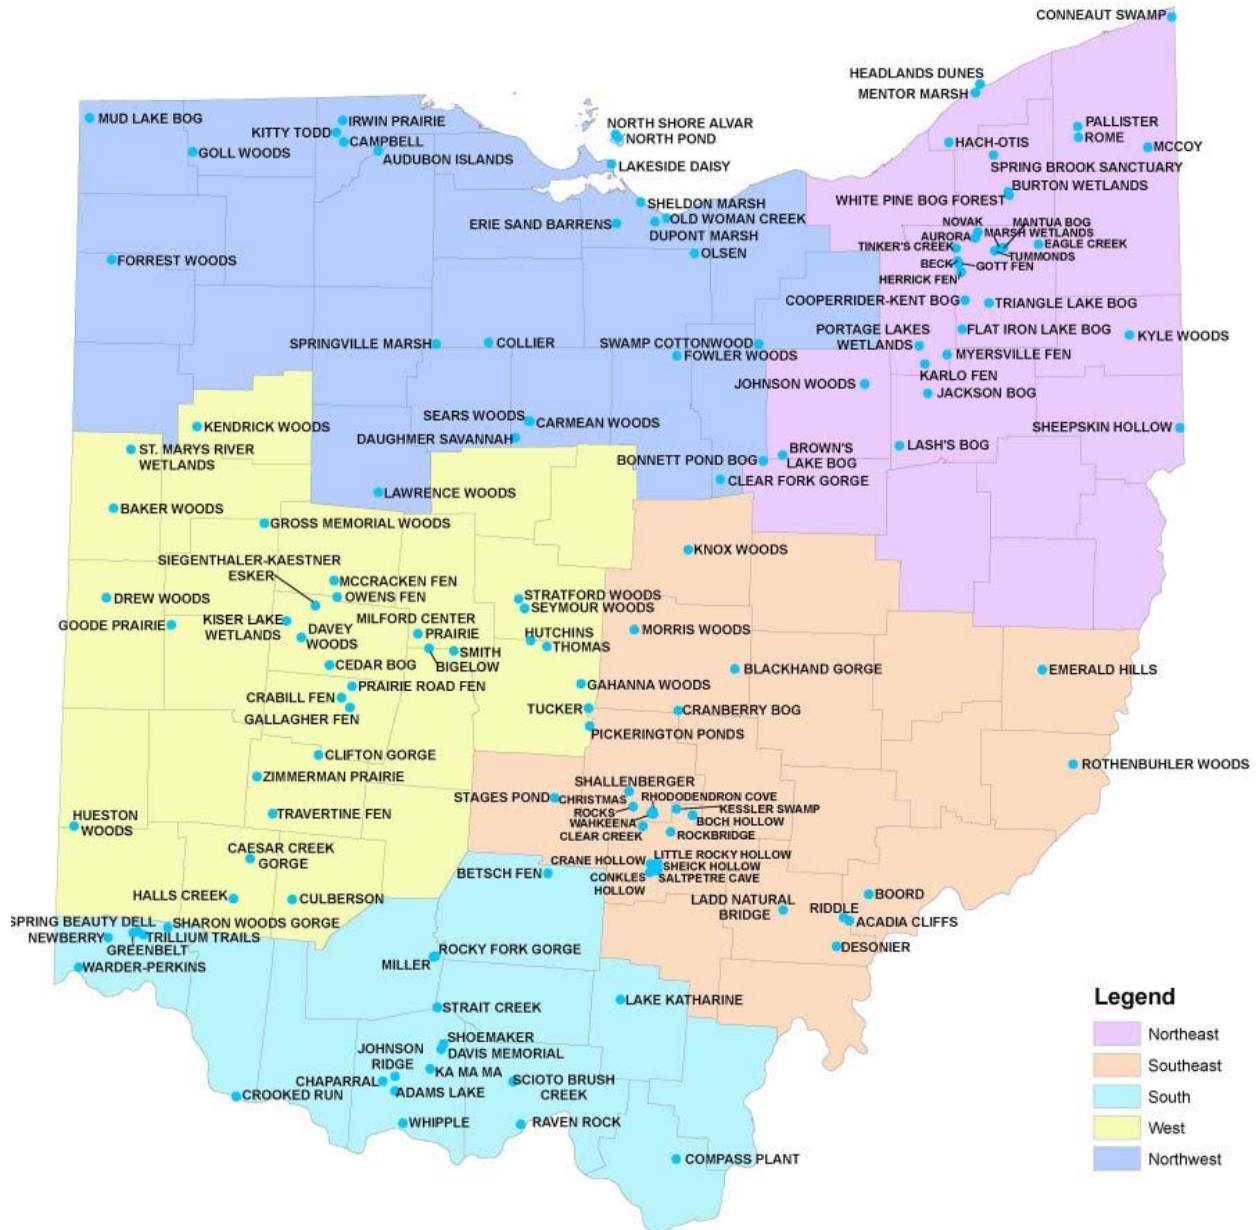 CONNEAUT SWAMP
HEADLANDS DUNES
MENTOR MARSH
MUD LAKE BOG
IRWIN PRAIRIE
KITTY TODD
CAMPBELL
GOLL WOODS
AUDUBON ISLANDS
NORTH SHORE ALVAR
NORTH POND
LAKESIDE DAISY
PALLISTER
ROME
HACH-OTIS
MCCOY
SPRING BROOK SANCTUARY
BURTON WETLANDS
WHITE PINE BOG FOREST
SHELDON MARSH
OLD WOMAN CREEK
ERIE SAND BARRENS
DUPONT MARSH
OLSEN
NOVAK
MANTUA BOG
AURORA
MARSH WETLANDS
TINKER'S CREEK
EAGLE CREEK
TUMMONDS
BECK
GOTT FEN
HERRICK FEN
FORREST WOODS
COOPERRIDER-KENT BOG
TRIANGLE LAKE BOG
PORTAGE LAKES
WETLANDS
FLAT IRON LAKE BOG
KYLE WOODS
SPRINGVILLE MARSH
COLLIER
SWAMP COTTONWOOD
FOWLER WOODS
MYERSVILLE FEN
KARLO FEN
JOHNSON WOODS
JACKSON BOG
SEARS WOODS
CARMEAN WOODS
KENDRICK WOODS
DAUGHMER SAVANNAH
SHEEPSKIN HOLLOW
ST. MARYS RIVER
WETLANDS
BONNETT POND BOG
BROWN'S
LAKE BOG
LASH'S BOG
CLEAR FORK GORGE
LAWRENCE WOODS
BAKER WOODS
GROSS MEMORIAL WOODS
KNOX WOODS
SIEGENTHALER-KAESTNER
ESKER
MCCRACKEN FEN
OWENS FEN
DREW WOODS
STRATFORD WOODS
SEYMOUR WOODS
GOODE PRAIRIE
KISER LAKE
WETLANDS
DAVEY
WOODS
MILFORD CENTER
PRAIRIE
HUTCHINS
THOMAS
MORRIS WOODS
SMITH
BIGELOW
CEDAR BOG
BLACKHAND GORGE
EMERALD HILLS
PRAIRIE ROAD FEN
GAHANNA WOODS
CRABILL FEN
GALLAGHER FEN
TUCKER
CRANBERRY BOG
PICKERINGTON PONDS
CLIFTON GORGE
ROTHENBUHLER WOODS
ZIMMERMAN PRAIRIE
SHALLENBERGER
STAGES POND
CHRISTMAS
ROCKS
RHODODENDRON COVE
KESSLER SWAMP
TRAVERTINE FEN
WAHKEENA
BOCH HOLLOW
HUESTON
WOODS
CLEAR CREEK
ROCKBRIDGE
CAESAR CREEK
GORGE
CRANE HOLLOW
LITTLE ROCKY HOLLOW
SHEICK HOLLOW
BETSCH FEN
CONKLES
HOLLOW
SALTPETRE CAVE
HALLS CREEK
CULBERSON
LADD NATURAL
BRIDGE
BOORD
RIDDLE
ACADIA CLIFFS
SPRING BEAUTY DELL
SHARON WOODS GORGE
NEWBERRY
TRILLIUM TRAILS
GREENBELT
DESONIER
WARDER-PERKINS
ROCKY FORK GORGE
MILLER
LAKE KATHARINE
STRAIT CREEK
SHOEMAKER
JOHNSON
RIDGE
DAVIS MEMORIAL
KA MA MA
CHAPARRAL
SCIOTO BRUSH
CREEK
ADAMS LAKE
CROOKED RUN
WHIPPLE
RAVEN ROCK
COMPASS PLANT
Legend
Northeast
Southeast
South
West
Northwest